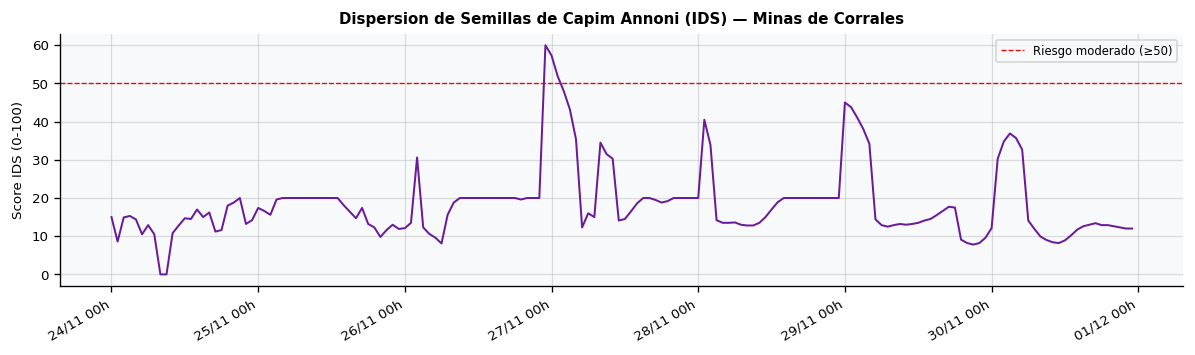 Dispersion de Semillas de Capim Annoni (IDS) — Minas de Corrales
Riesgo moderado (≥50)
Score IDS (0-100)
60
50
40
30
20
10
0
24/11 00h
25/11 00h
26/11 00h
27/11 00h
28/11 00h
29/11 00h
30/11 00h
01/12 00h